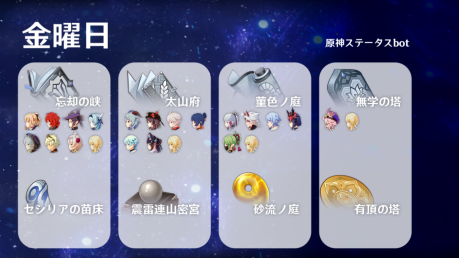 金曜日
原神ステータスbot
忘却の峡
太山府
菫色ノ庭
無学の塔
セシリアの苗床
震雷連山密宮
砂流ノ庭
有頂の塔